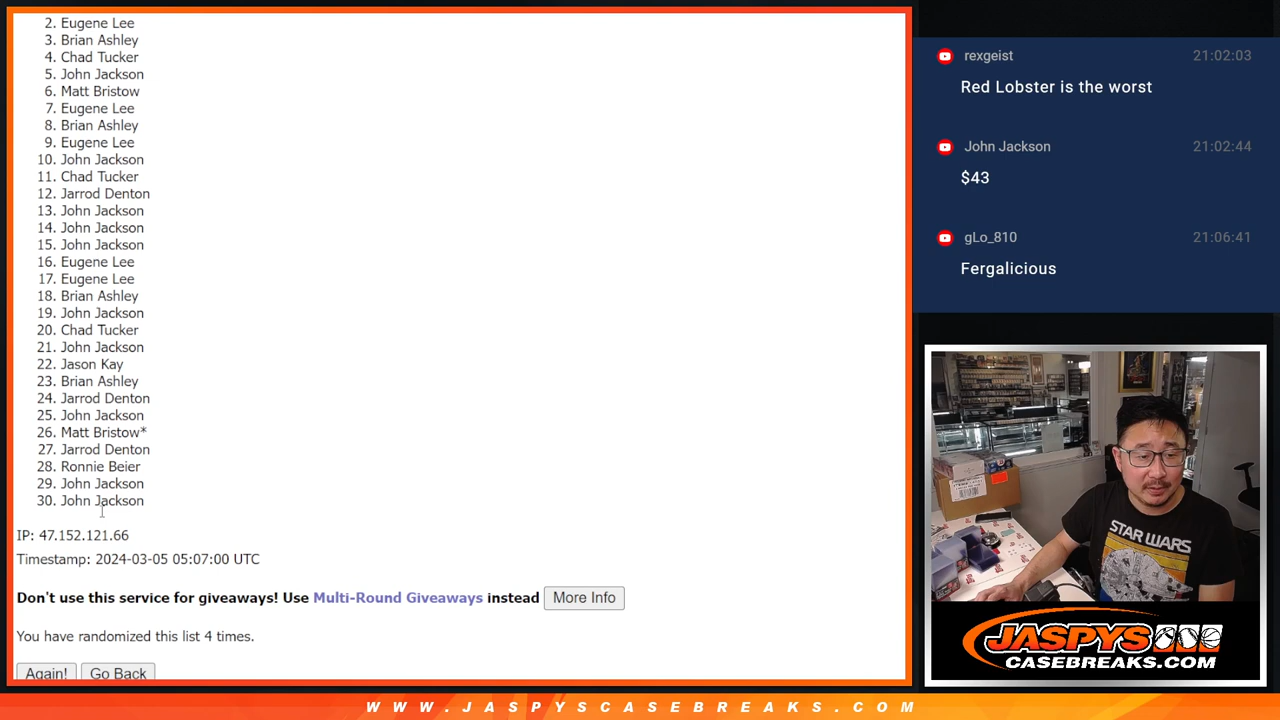 2. Eugene Lee
3. Brian Ashley
4. Chad Tucker
5. John Jackson
6. Matt Bristow
7. Eugene Lee
8. Brian Ashley
9. Eugene Lee
10. John Jackson
11. Chad Tucker
12. Jarrod Denton
13. John Jackson
14. John Jackson
15. John Jackson
16. Eugene Lee
17. Eugene Lee
18. Brian Ashley
19. John Jackson
20. Chad Tucker
21. John Jackson
22. Jason Kay
23. Brian Ashley
24. Jarrod Denton
25. John Jackson
26. Matt Bristow*
27. Jarrod Denton
28. Ronnie Beier
29. John Jackson
30. John Jackson
IP: 47.152.121.66
Timestamp: 2024-03-05 05:07:00 UTC
Don't use this service for giveaways! Use Multi-Round Giveaways instead More Info
You have randomized this list 4 times.
Again! Go Back
rexgeist 21:02:03
Red Lobster is the worst
John Jackson 21:02:44
$43
gLo_810 21:06:41
Fergalicious
STAR WARS
JASPYS
CASEBREAKS.COM
WWW.JASPYSCASEBREAKS.COM